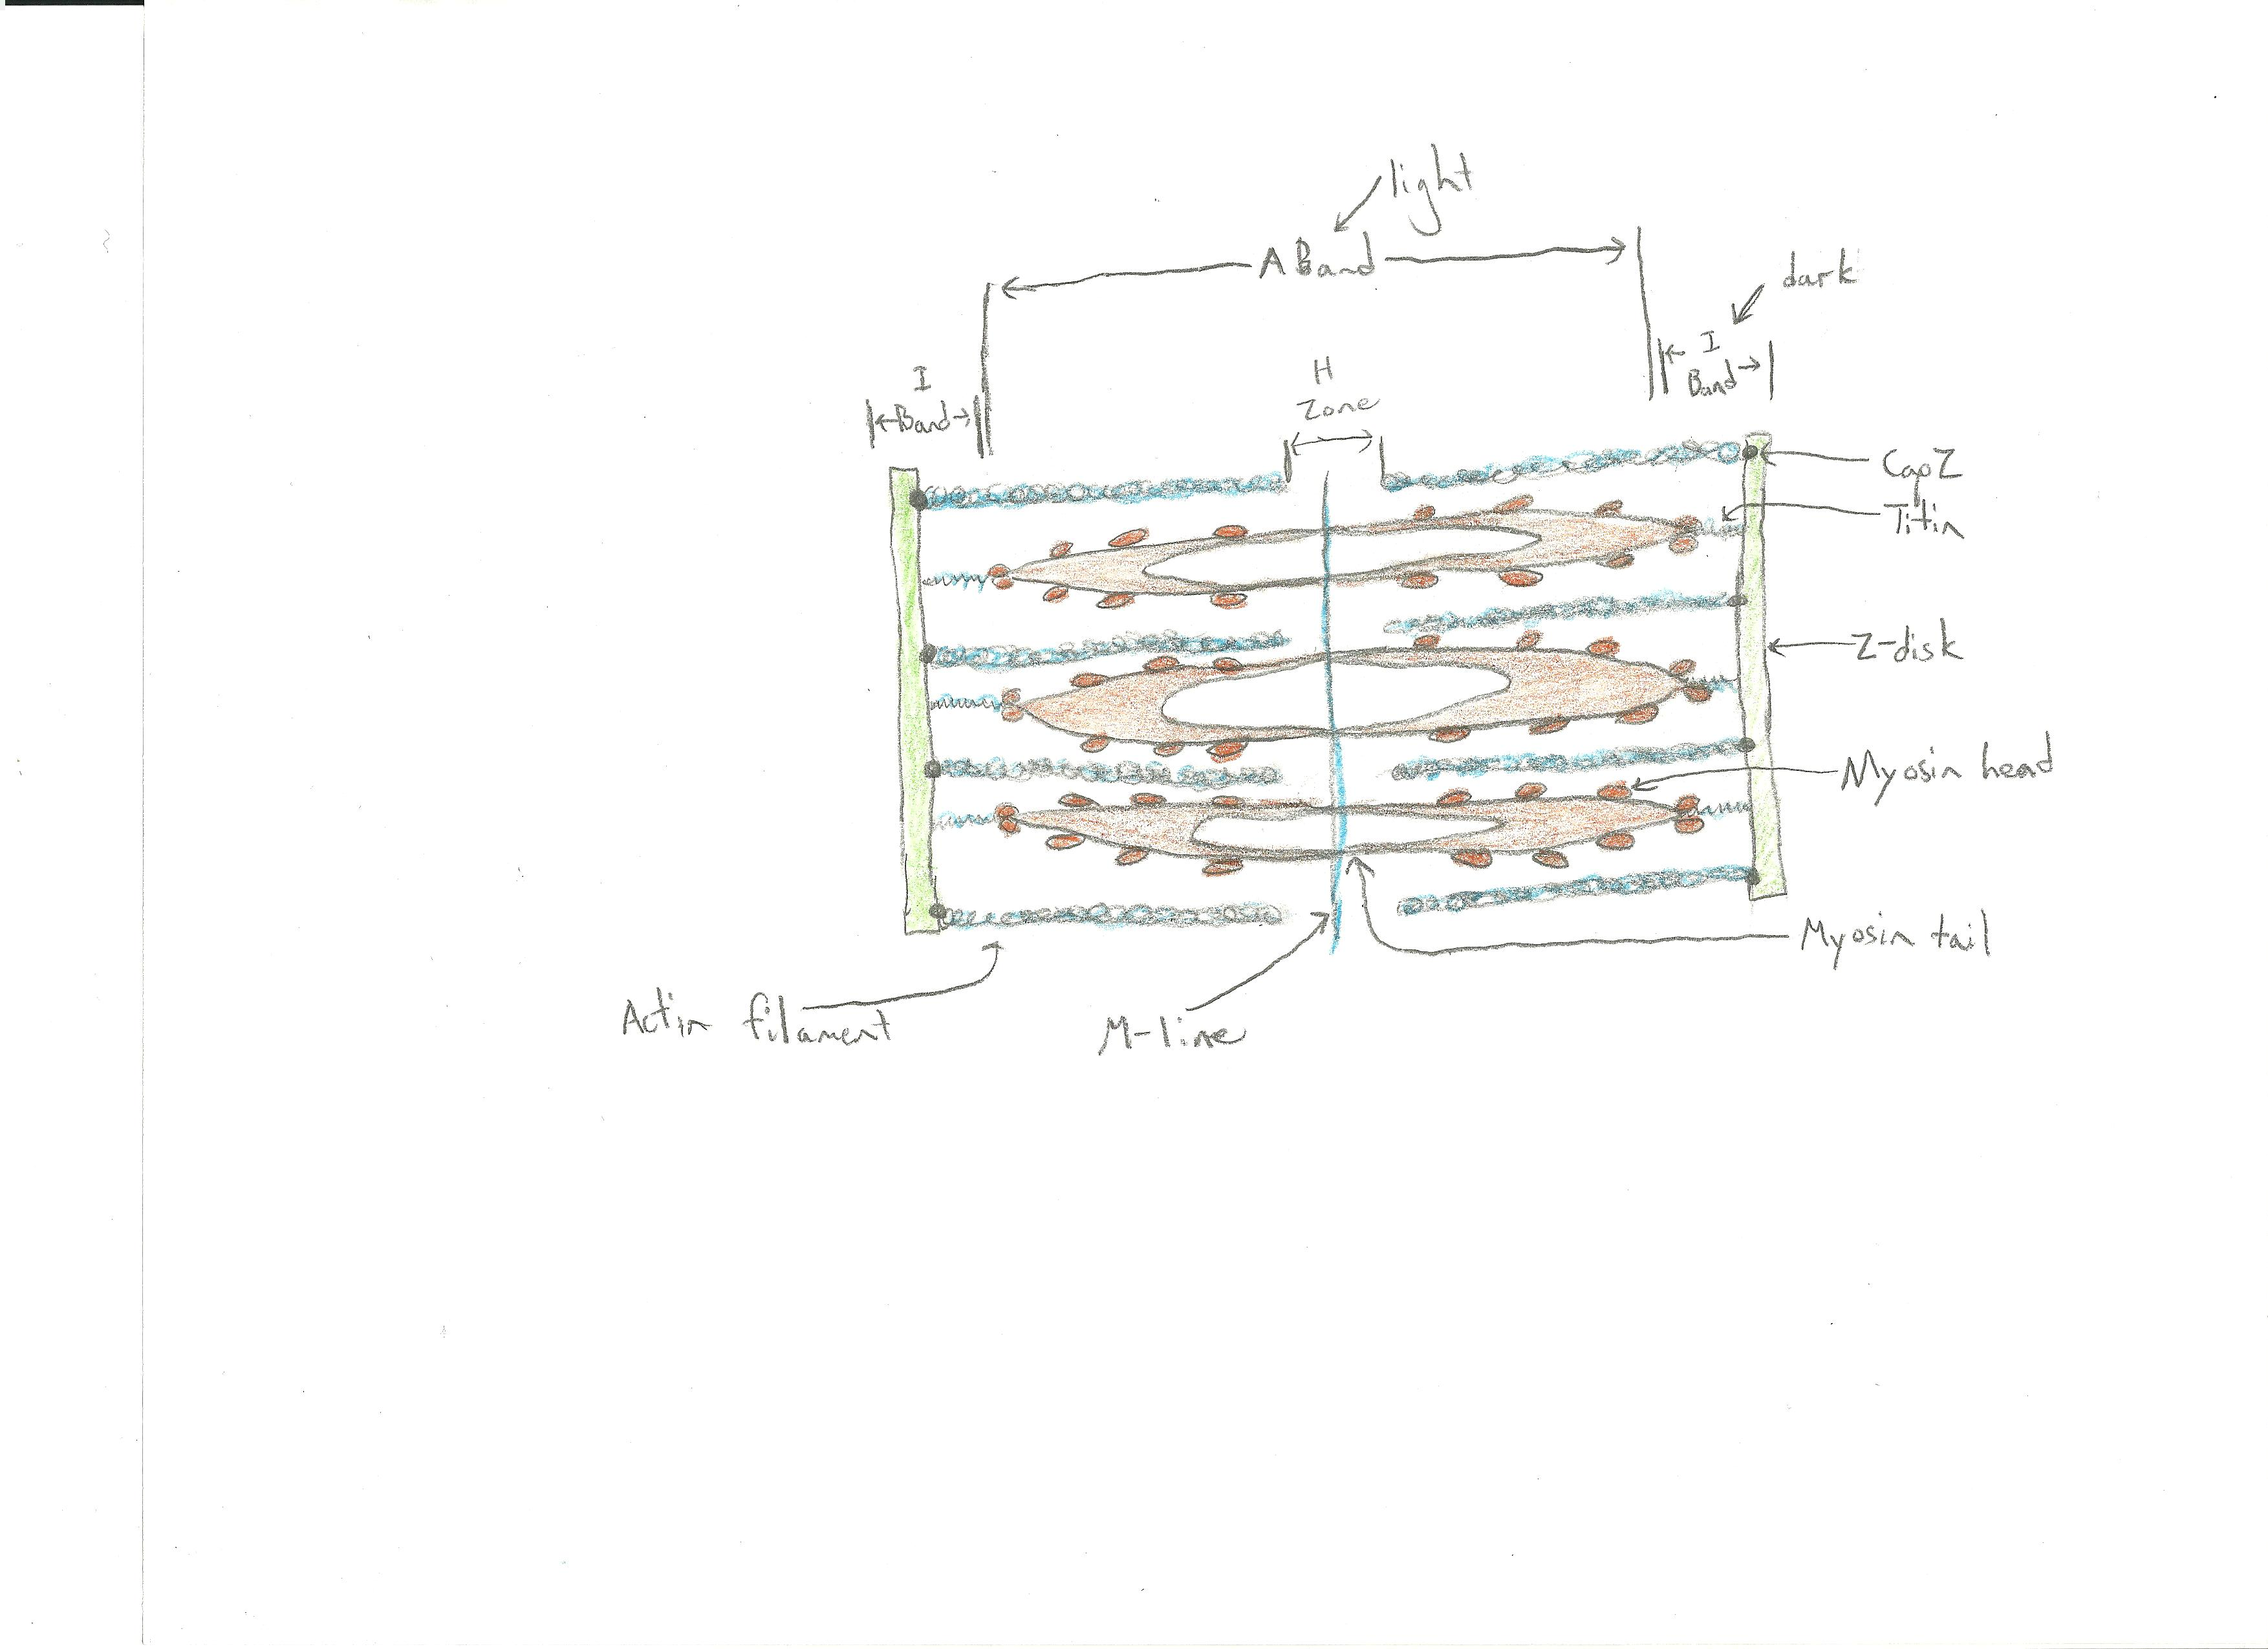 light
A Band
dark
I
Band
I
Band
H
Zone
CapZ
Titin
Z-disk
Myosin head
Myosin tail
Actin filament
M-line